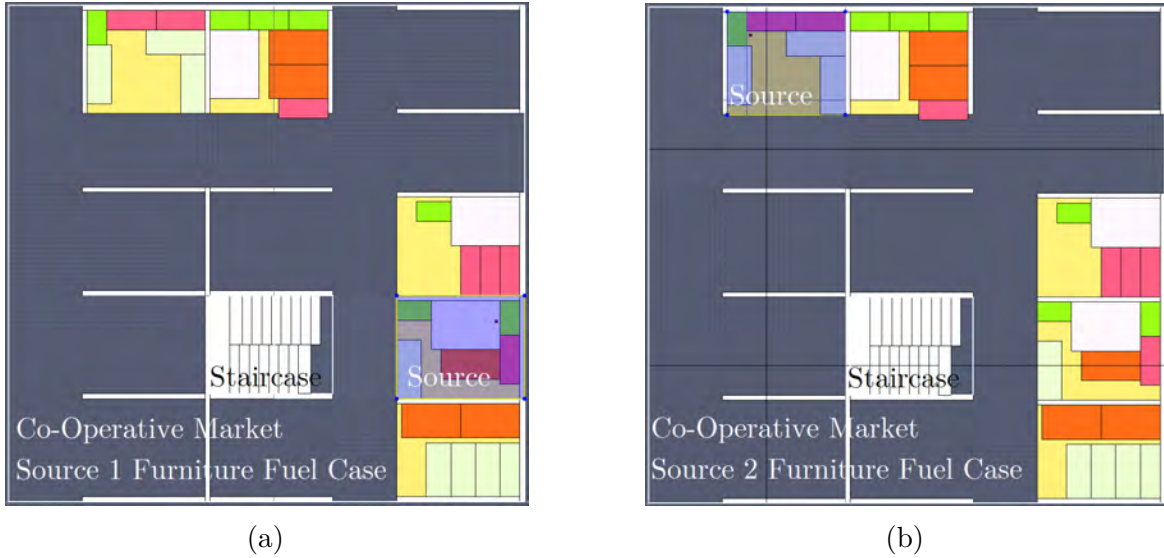 Source
Staircase
Source
Co-Operative Market
Source 1 Furniture Fuel Case
(a)
Source
Staircase
Co-Operative Market
Source 2 Furniture Fuel Case
(b)